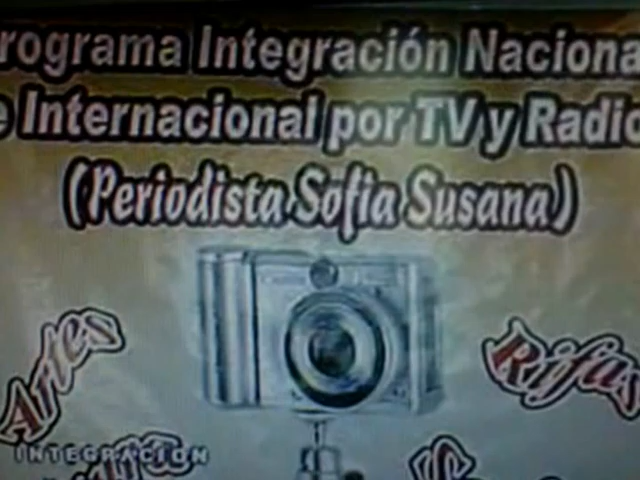 rograma Integración Naciona
e Internacional por TV y Radio
(Periodista Sofia Susana)
Artes
Rifas
INTEGRACION